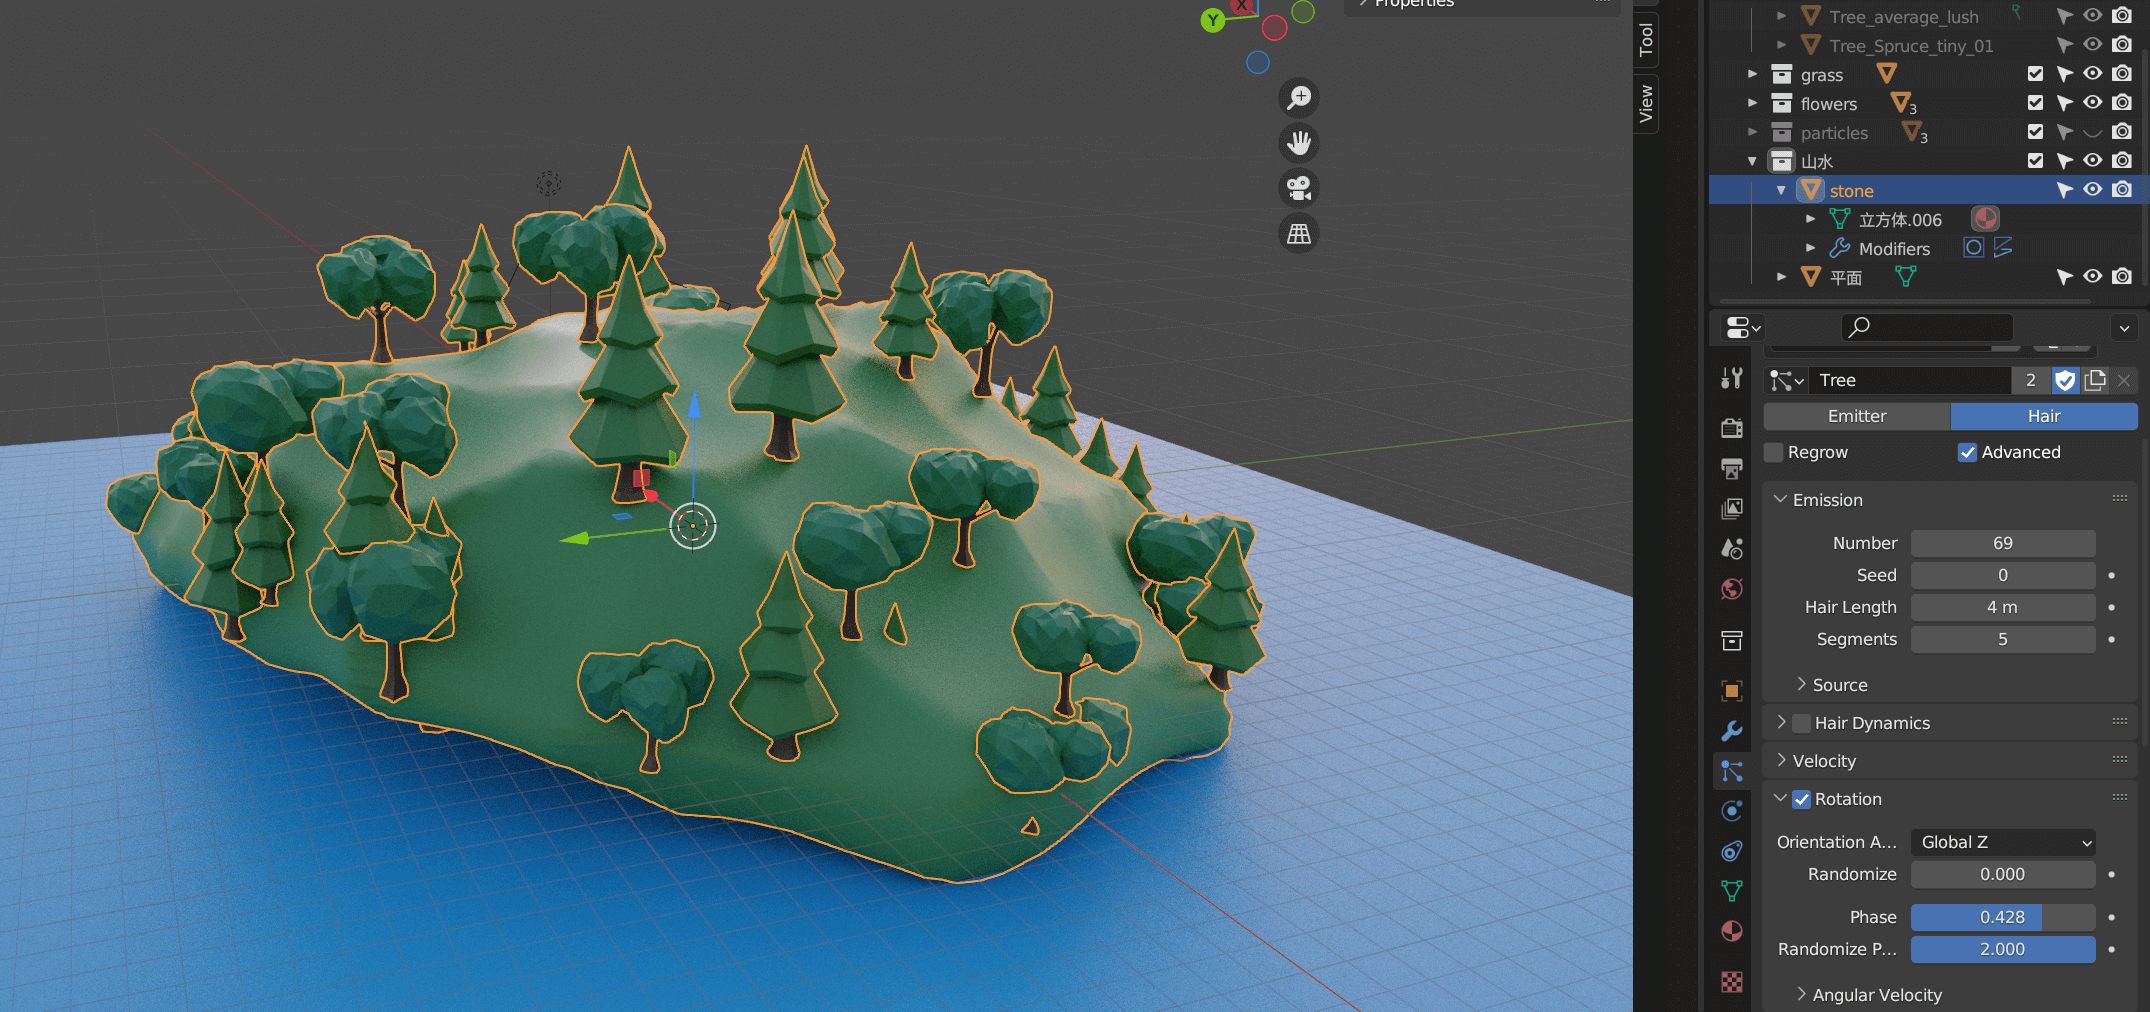 Properties
X
Y
Tool
View
Tree_average_lush
Tree_Spruce_tiny_01
grass
flowers 3
particles 3
山水
stone
立方体.006
Modifiers
平面
Tree 2
Emitter Hair
Regrow Advanced
Emission
Number 69
Seed 0
Hair Length 4 m
Segments 5
Source
Hair Dynamics
Velocity
Rotation
Orientation A... Global Z
Randomize 0.000
Phase 0.428
Randomize P... 2.000
Angular Velocity